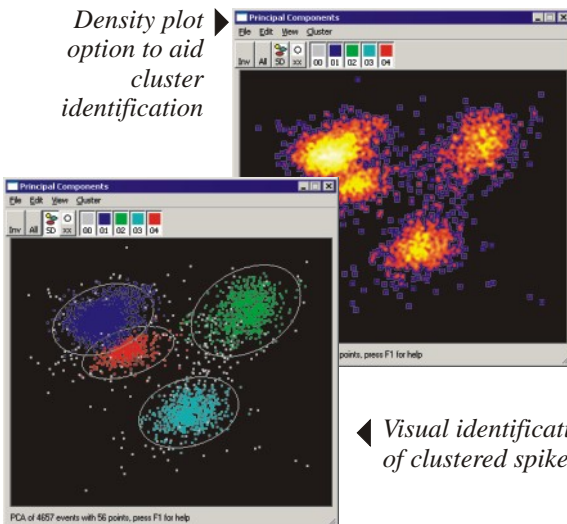 Density plot
option to aid
cluster
identification
Principal Components
File Edit View Cluster
Inv All SD xx 00 01 02 03 04
points, press F1 for help
Principal Components
File Edit View Cluster
Inv All SD xx 00 01 02 03 04
PCA of 4657 events with 56 points, press F1 for help
Visual identificati
of clustered spike